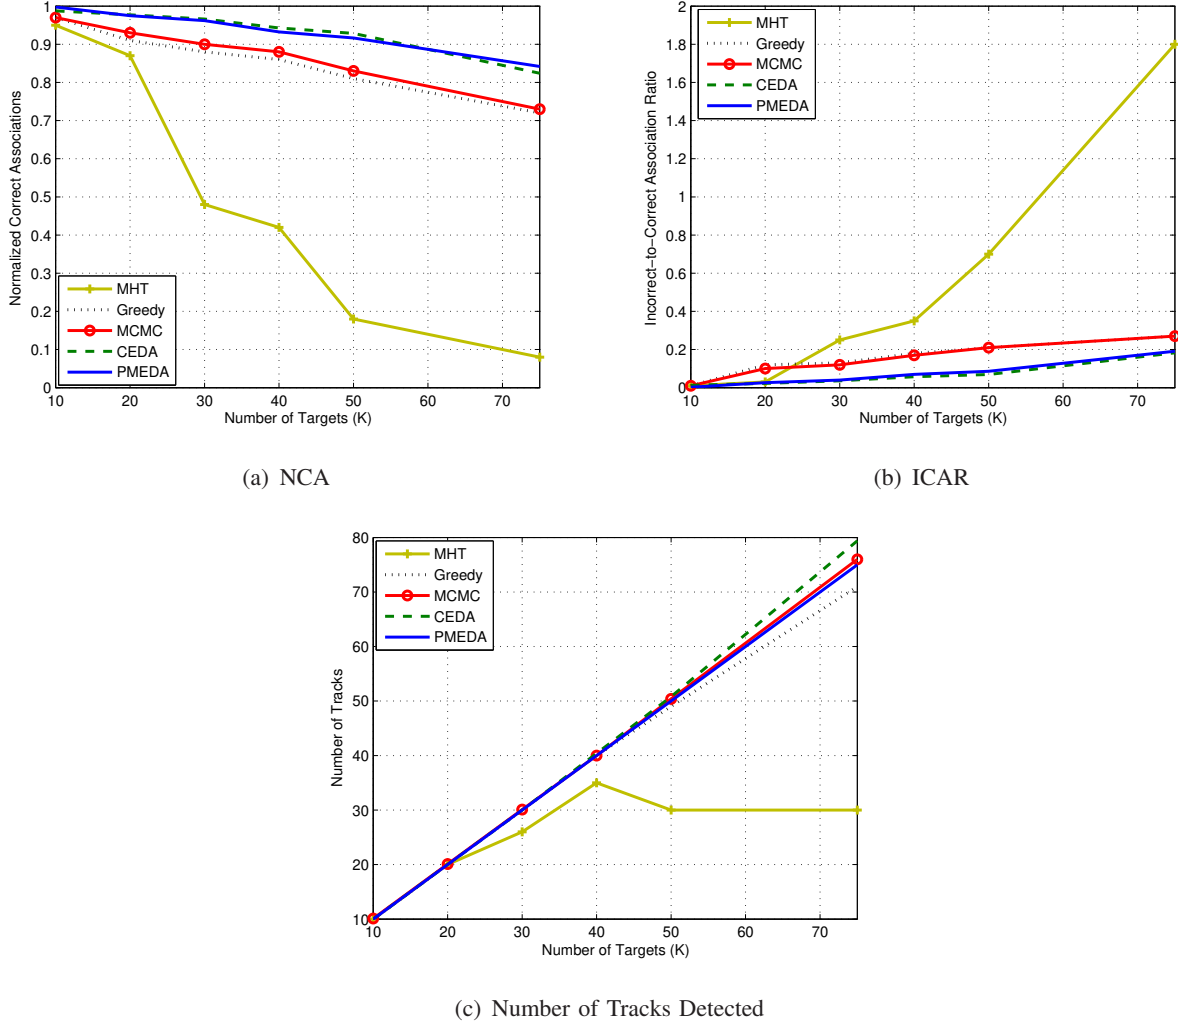 1
0.9
0.8
0.7
0.6
0.5
0.4
0.3
0.2
0.1
0
Normalized Correct Associations
MHT
Greedy
MCMC
CEDA
PMEDA
10 20 30 40 50 60 70
Number of Targets (K)
(a) NCA
2
1.8
1.6
1.4
1.2
1
0.8
0.6
0.4
0.2
0
Incorrect-to-Correct Association Ratio
MHT
Greedy
MCMC
CEDA
PMEDA
10 20 30 40 50 60 70
Number of Targets (K)
(b) ICAR
80
70
60
50
40
30
20
10
Number of Tracks
MHT
Greedy
MCMC
CEDA
PMEDA
10 20 30 40 50 60 70
Number of Targets (K)
(c) Number of Tracks Detected